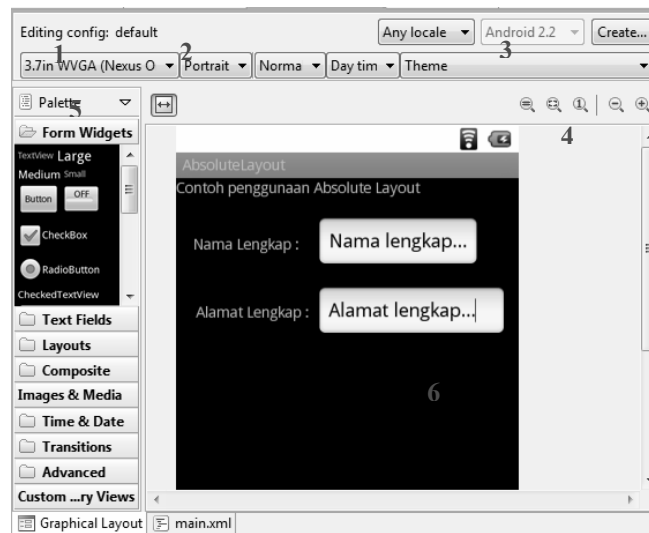 Editing config: default
Any locale
Android 2.2
Create...
1
2
3
3.7in WVGA (Nexus O
Portrait
Norma
Day tim
Theme
Palette
5
4
Form Widgets
TextView Large
Medium Small
Button
OFF
CheckBox
RadioButton
CheckedTextView
Text Fields
Layouts
Composite
Images & Media
Time & Date
Transitions
Advanced
Custom ...ry Views
AbsoluteLayout
Contoh penggunaan Absolute Layout
Nama Lengkap :
Nama lengkap...
Alamat Lengkap :
Alamat lengkap...
6
Graphical Layout
main.xml